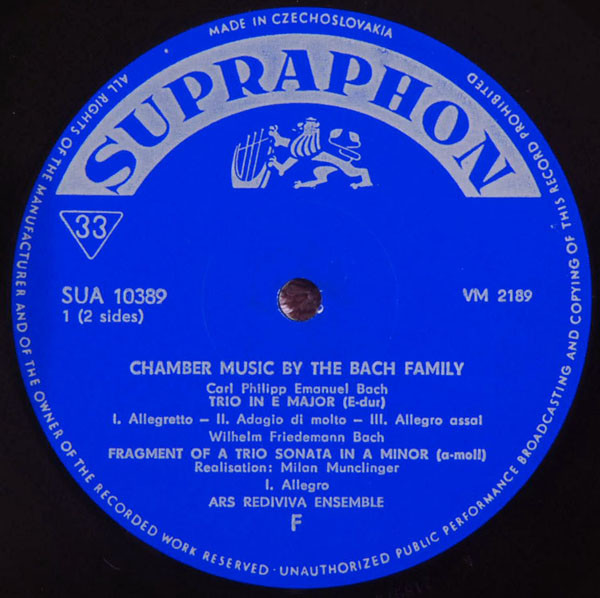 MADE IN CZECHOSLOVAKIA
SUPRAPHON
33
SUA 10389
VM 2189
1 (2 sides)
CHAMBER MUSIC BY THE BACH FAMILY
Carl Philipp Emanuel Bach
TRIO IN E MAJOR (E-dur)
I. Allegretto – II. Adagio di molto – III. Allegro assai
Wilhelm Friedemann Bach
FRAGMENT OF A TRIO SONATA IN A MINOR (a-moll)
Realisation: Milan Munclinger
I. Allegro
ARS REDIVIVA ENSEMBLE
F
ALL RIGHTS OF THE MANUFACTURER AND OF THE OWNER OF THE RECORDED WORK RESERVED · UNAUTHORIZED PUBLIC PERFORMANCE BROADCASTING AND COPYING OF THIS RECORD PROHIBITED